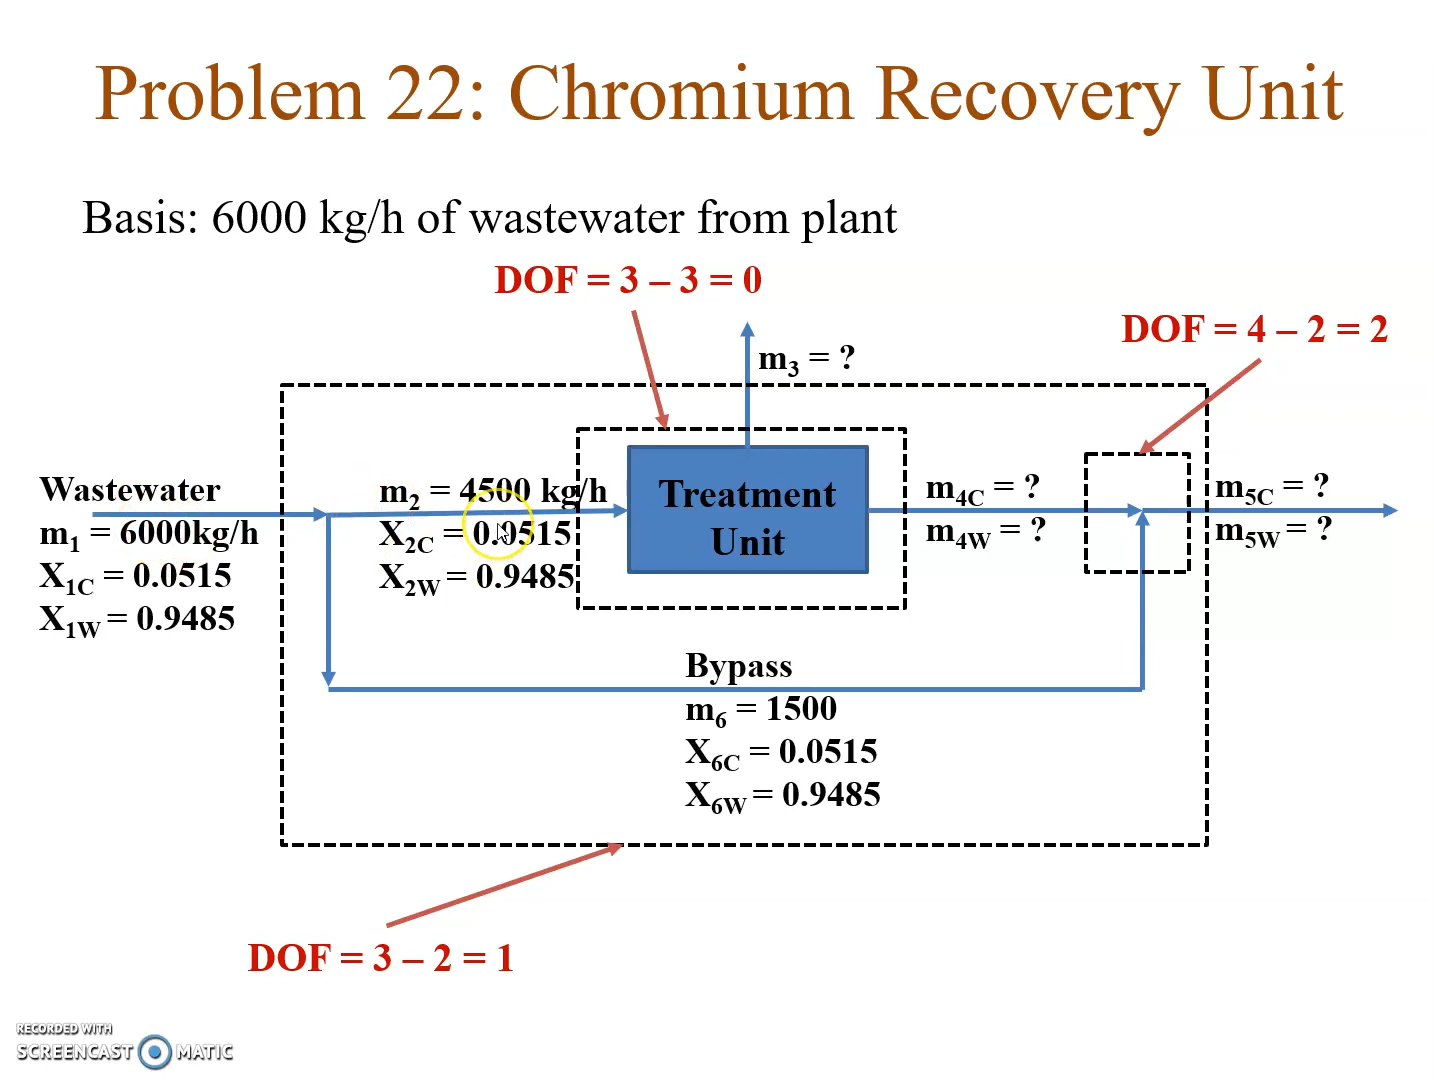 Problem 22: Chromium Recovery Unit
Basis: 6000 kg/h of wastewater from plant
DOF = 3 – 3 = 0
DOF = 4 – 2 = 2
m3 = ?
Wastewater
m1 = 6000kg/h
X1C = 0.0515
X1W = 0.9485
m2 = 4500 kg/h
X2C = 0.0515
X2W = 0.9485
Treatment
Unit
m4C = ?
m4W = ?
m5C = ?
m5W = ?
Bypass
m6 = 1500
X6C = 0.0515
X6W = 0.9485
DOF = 3 – 2 = 1
RECORDED WITH
SCREENCAST MATIC